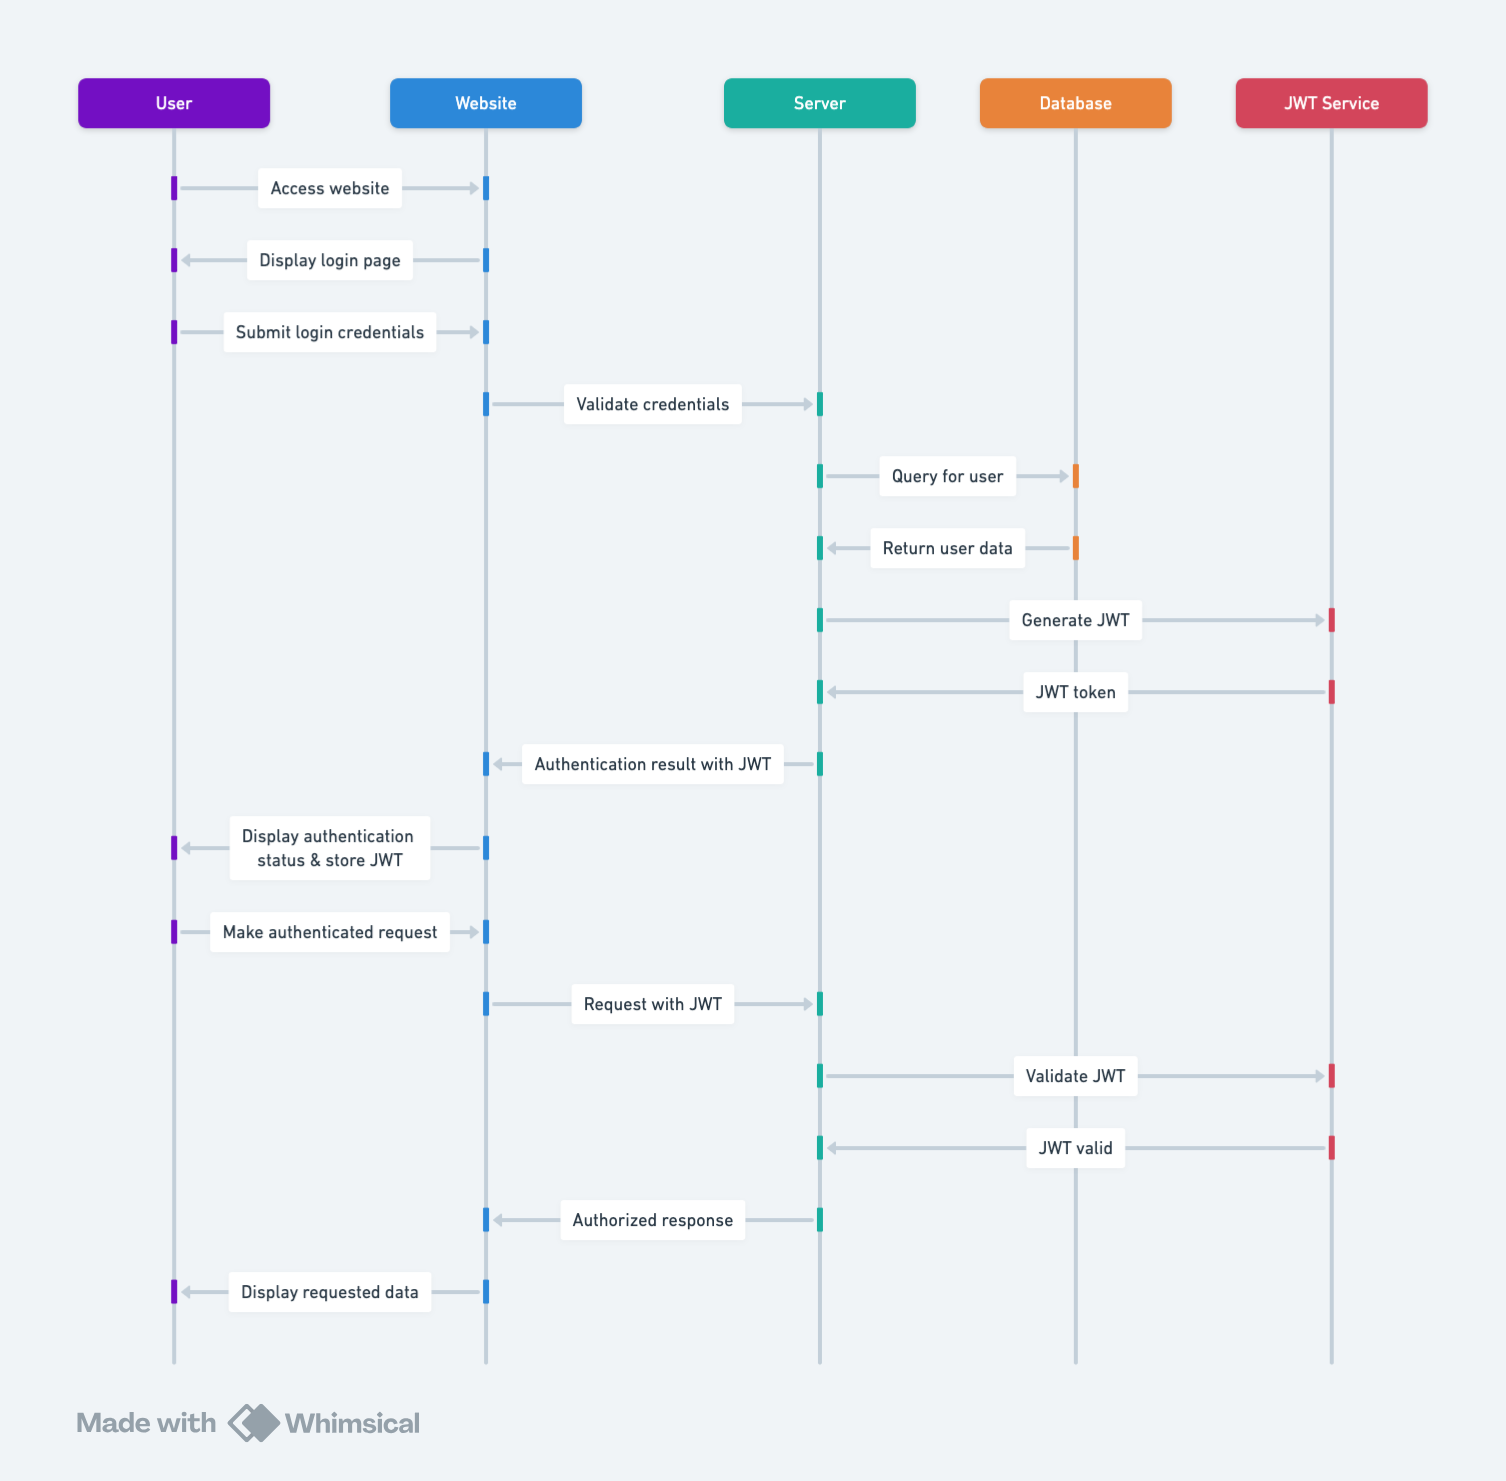 User
Website
Server
Database
JWT Service
Access website
Display login page
Submit login credentials
Validate credentials
Query for user
Return user data
Generate JWT
JWT token
Authentication result with JWT
Display authentication
status & store JWT
Make authenticated request
Request with JWT
Validate JWT
JWT valid
Authorized response
Display requested data
Made with Whimsical